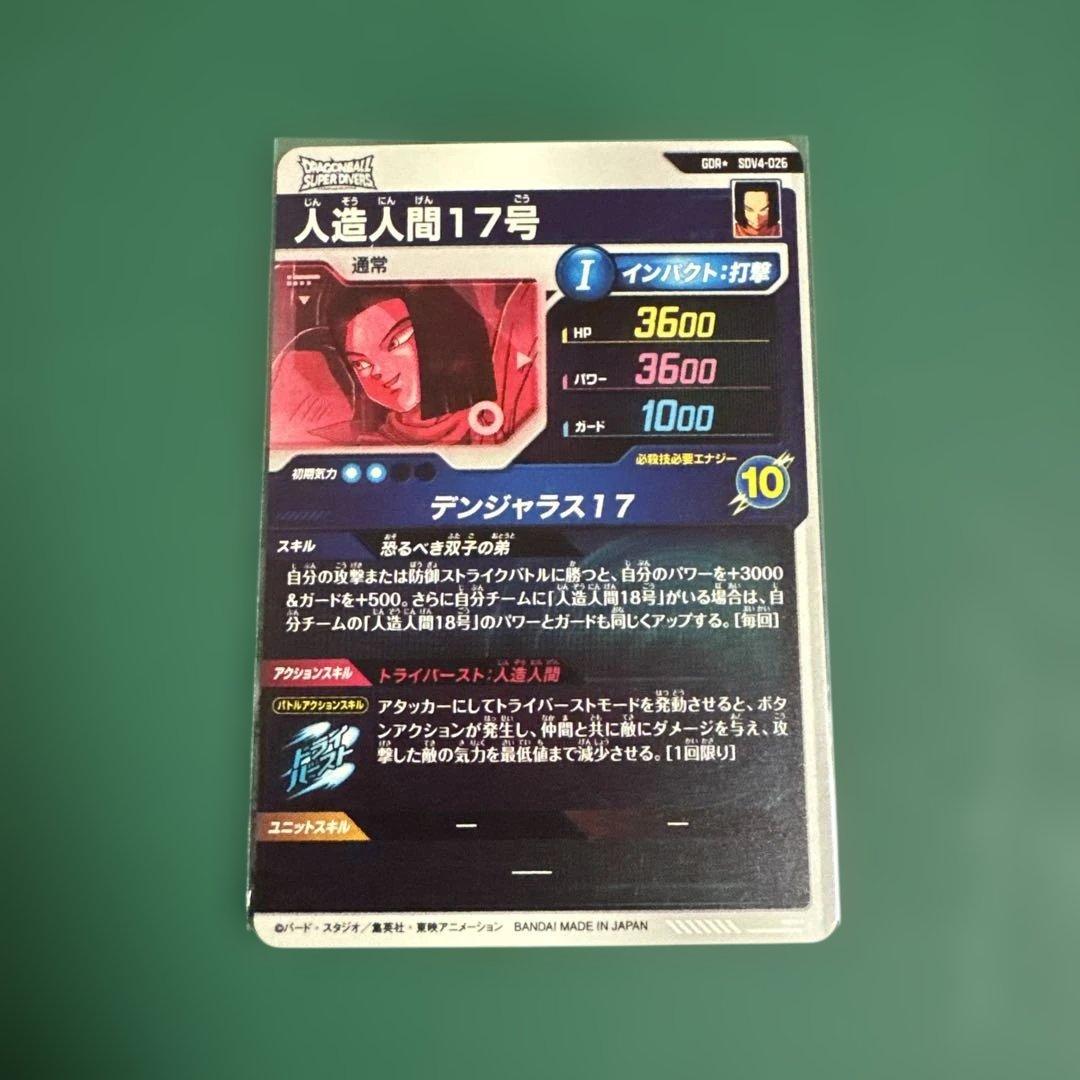 DRAGONBALL
SUPER DIVERS
GDR★ SDV4-026
じん ぞう にん げん ごう
人造人間17号
通常
I インパクト:打撃
HP 3600
パワー 3600
ガード 1000
初期気力
必殺技必要エナジー
10
デンジャラス17
スキル 恐るべき双子の弟
自分の攻撃または防御ストライクバトルに勝つと、自分のパワーを+3000
&ガードを+500。さらに自分チームに「人造人間18号」がいる場合は、自
分チームの「人造人間18号」のパワーとガードも同じくアップする。[毎回]
アクションスキル トライバースト:人造人間
バトルアクションスキル
トライ
バースト
アタッカーにしてトライバーストモードを発動させると、ボタ
ンアクションが発生し、仲間と共に敵にダメージを与え、攻
撃した敵の気力を最低値まで減少させる。[1回限り]
ユニットスキル ー ー
ー
©バード・スタジオ/集英社・東映アニメーション BANDAI MADE IN JAPAN